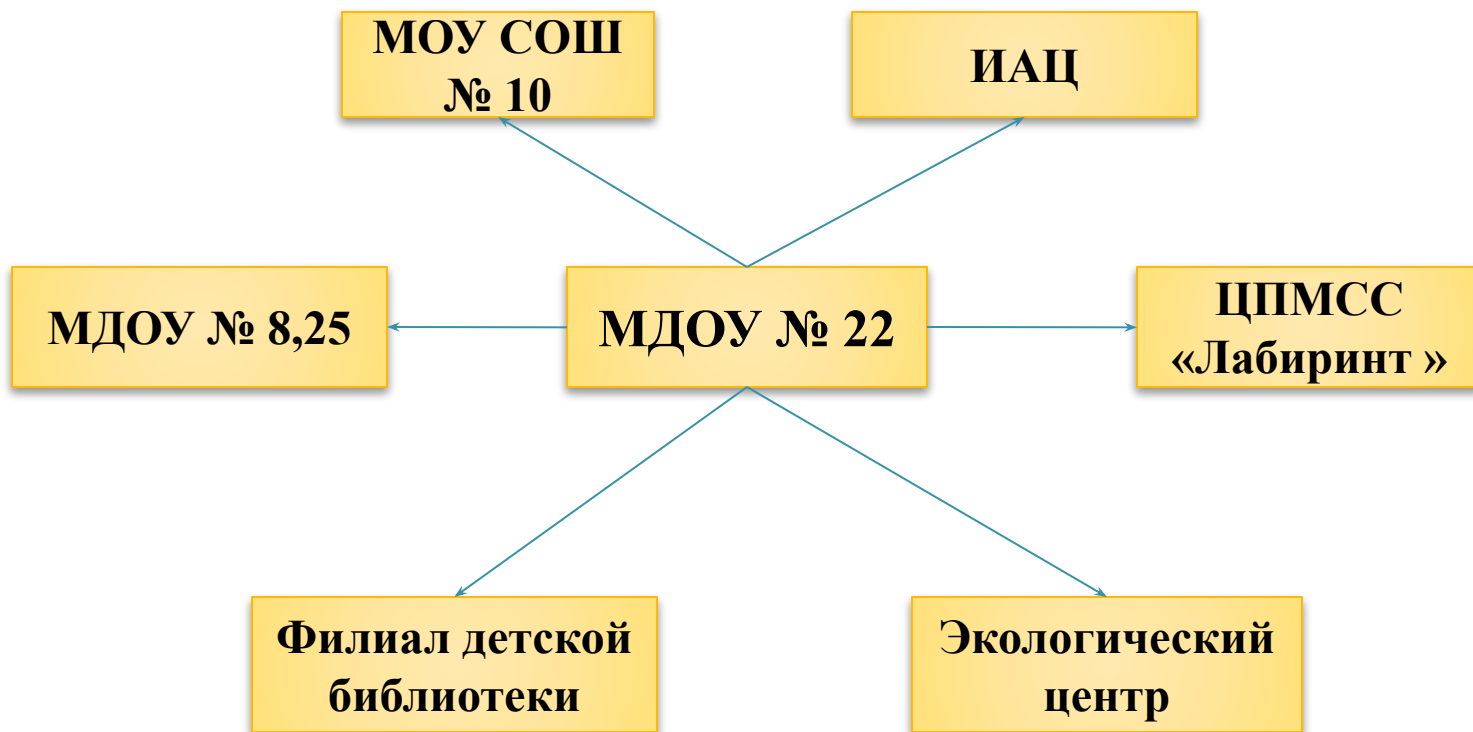 МОУ СОШ
№ 10
ИАЦ
МДОУ № 8,25
МДОУ № 22
ЦПМСС
«Лабиринт »
Филиал детской
библиотеки
Экологический
центр